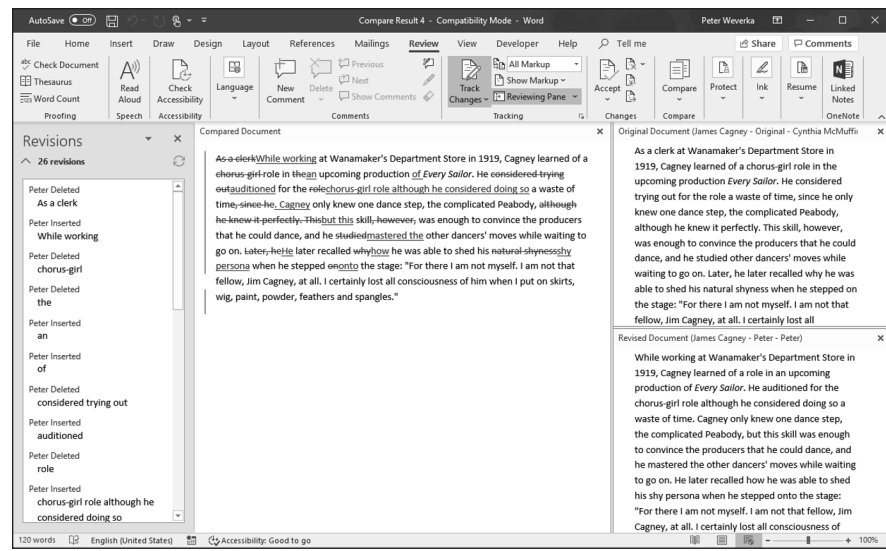 AutoSave Off Compare Result 4 - Compatibility Mode - Word Peter Weverka
File Home Insert Draw Design Layout References Mailings Review View Developer Help Tell me Share Comments
abc Check Document
Thesaurus
Word Count
Proofing
Read Aloud
Speech
Check Accessibility
Accessibility
Language
New Comment
Delete
Previous
Next
Show Comments
Comments
Track Changes
All Markup
Show Markup
Reviewing Pane
Tracking
Accept
Changes
Compare
Compare
Protect
Ink
Resume
Linked Notes
OneNote
Revisions
26 revisions
Peter Deleted
As a clerk
Peter Inserted
While working
Peter Deleted
chorus-girl
Peter Deleted
the
Peter Inserted
an
Peter Inserted
of
Peter Deleted
considered trying out
Peter Inserted
auditioned
Peter Deleted
role
Peter Inserted
chorus-girl role although he
considered doing so
Compared Document
As a clerkWhile working at Wanamaker's Department Store in 1919, Cagney learned of a
chorus-girl role in thean upcoming production of Every Sailor. He considered trying
outauditioned for the rolechorus-girl role although he considered doing so a waste of
time, since he. Cagney only knew one dance step, the complicated Peabody, although
he knew it perfectly. Thisbut this skill, however, was enough to convince the producers
that he could dance, and he studiedmastered the other dancers' moves while waiting to
go on. Later, heHe later recalled whyhow he was able to shed his natural shynessshy
persona when he stepped ononto the stage: "For there I am not myself. I am not that
fellow, Jim Cagney, at all. I certainly lost all consciousness of him when I put on skirts,
wig, paint, powder, feathers and spangles."
Original Document (James Cagney - Original - Cynthia McMuffi
As a clerk at Wanamaker's Department Store in
1919, Cagney learned of a chorus-girl role in the
upcoming production Every Sailor. He considered
trying out for the role a waste of time, since he only
knew one dance step, the complicated Peabody,
although he knew it perfectly. This skill, however,
was enough to convince the producers that he could
dance, and he studied other dancers' moves while
waiting to go on. Later, he later recalled why he was
able to shed his natural shyness when he stepped on
the stage: "For there I am not myself. I am not that
fellow, Jim Cagney, at all. I certainly lost all
Revised Document (James Cagney - Peter - Peter)
While working at Wanamaker's Department Store in
1919, Cagney learned of a role in an upcoming
production of Every Sailor. He auditioned for the
chorus-girl role although he considered doing so a
waste of time. Cagney only knew one dance step,
the complicated Peabody, but this skill was enough
to convince the producers that he could dance, and
he mastered the other dancers' moves while waiting
to go on. He later recalled how he was able to shed
his shy persona when he stepped onto the stage:
"For there I am not myself. I am not that fellow, Jim
Cagney, at all. I certainly lost all consciousness of
120 words English (United States) Accessibility: Good to go 100%